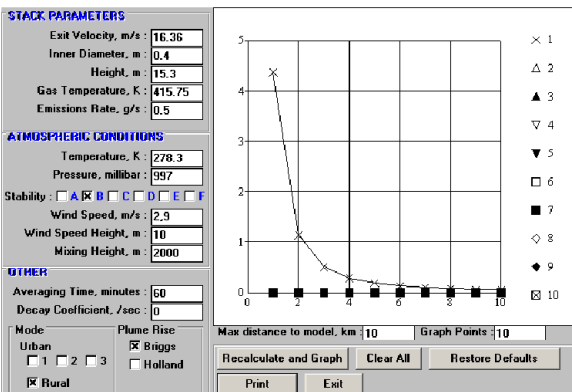 STACK PARAMETERS
Exit Velocity, m/s : 16.36
Inner Diameter, m : 0.4
Height, m : 15.3
Gas Temperature, K : 415.75
Emissions Rate, g/s : 0.5
ATMOSPHERIC CONDITIONS
Temperature, K : 278.3
Pressure, millibar : 997
Stability : A B C D E F
Wind Speed, m/s : 2.9
Wind Speed Height, m : 10
Mixing Height, m : 2000
OTHER
Averaging Time, minutes : 60
Decay Coefficient, /sec : 0
Mode
Urban
1 2 3
Rural
Plume Rise
Briggs
Holland
5
4
3
2
1
0 2 4 6 8 10
1
2
3
4
5
6
7
8
9
10
Max distance to model, km : 10 Graph Points : 10
Recalculate and Graph Clear All Restore Defaults
Print Exit